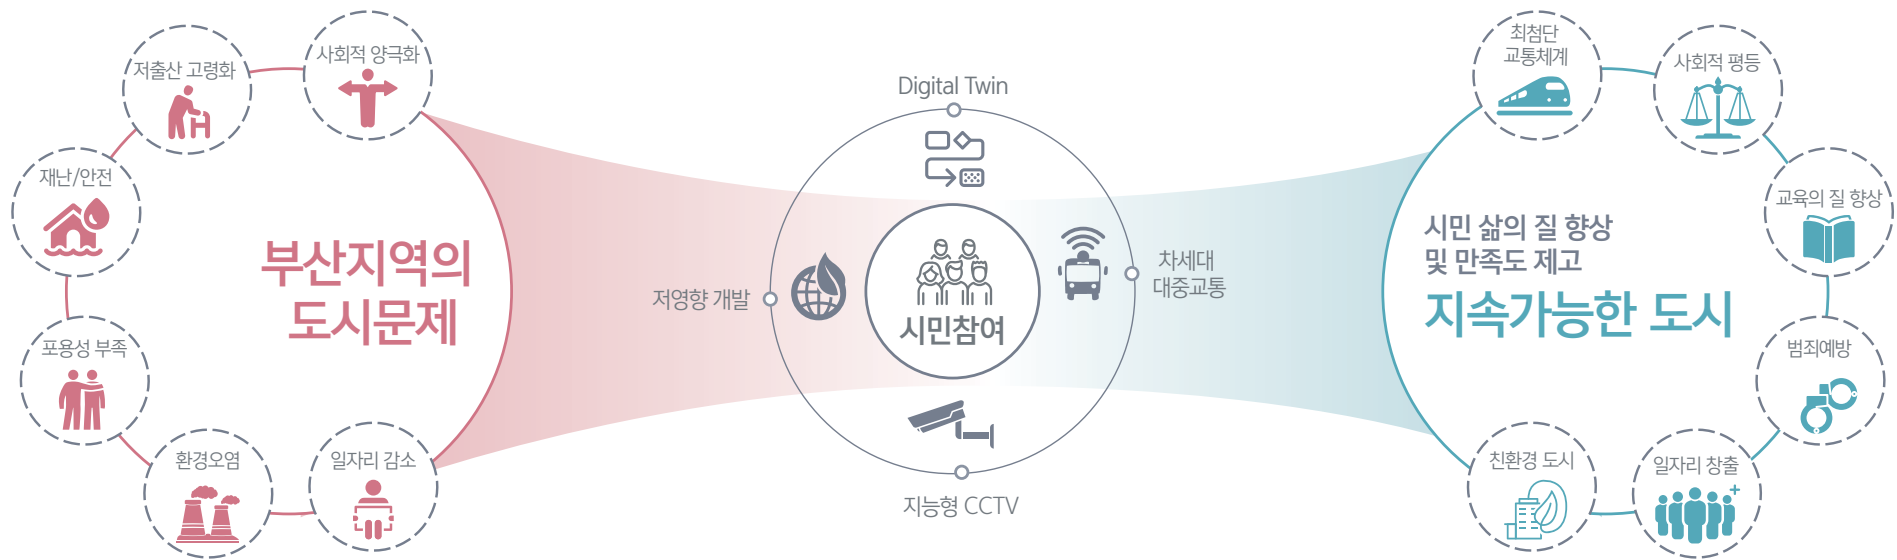 사회적 양극화
저출산 고령화
재난/안전
포용성 부족
환경오염
일자리 감소
부산지역의
도시문제
Digital Twin
저영향 개발
시민참여
차세대
대중교통
지능형 CCTV
시민 삶의 질 향상
및 만족도 제고
지속가능한 도시
최첨단
교통체계
사회적 평등
교육의 질 향상
범죄예방
일자리 창출
친환경 도시